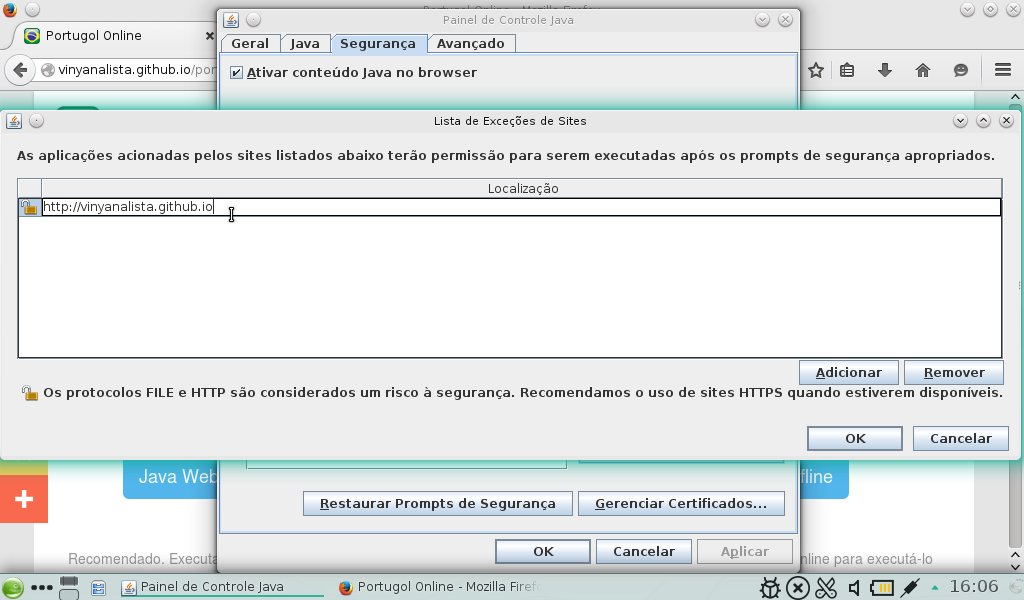 Painel de Controle Java
Portugol Online
Geral
Java
Segurança
Avançado
vinyanalista.github.io/por
Ativar conteúdo Java no browser
Lista de Exceções de Sites
As aplicações acionadas pelos sites listados abaixo terão permissão para serem executadas após os prompts de segurança apropriados.
Localização
http://vinyanalista.github.io
Adicionar
Remover
Os protocolos FILE e HTTP são considerados um risco à segurança. Recomendamos o uso de sites HTTPS quando estiverem disponíveis.
OK
Cancelar
Java Web
ffline
Restaurar Prompts de Segurança
Gerenciar Certificados...
OK
Cancelar
Aplicar
Recomendado. Executa
nline para executá-lo
Painel de Controle Java
Portugol Online - Mozilla Firef
16:06